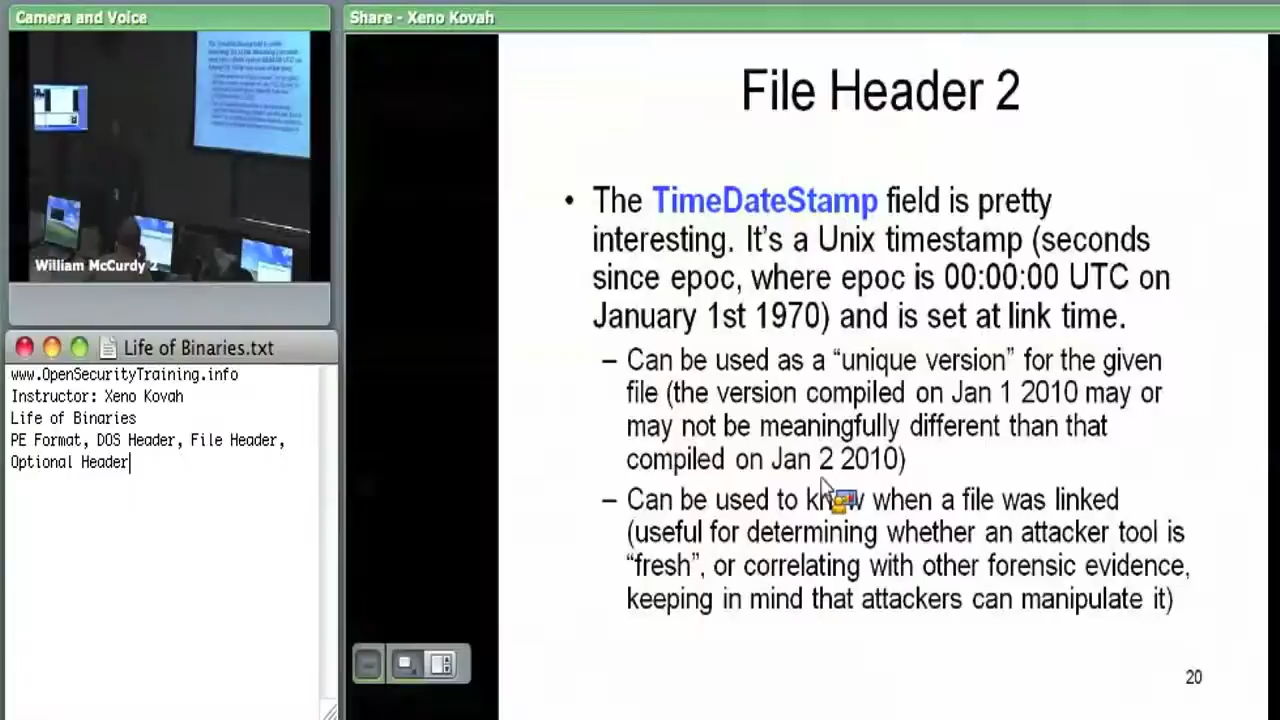 Camera and Voice
William McCurdy 2
Life of Binaries.txt
www.OpenSecurityTraining.info
Instructor: Xeno Kovah
Life of Binaries
PE Format, DOS Header, File Header,
Optional Header
Share - Xeno Kovah
File Header 2
• The TimeDateStamp field is pretty
interesting. It's a Unix timestamp (seconds
since epoc, where epoc is 00:00:00 UTC on
January 1st 1970) and is set at link time.
– Can be used as a “unique version” for the given
file (the version compiled on Jan 1 2010 may or
may not be meaningfully different than that
compiled on Jan 2 2010)
– Can be used to know when a file was linked
(useful for determining whether an attacker tool is
“fresh”, or correlating with other forensic evidence,
keeping in mind that attackers can manipulate it)
20